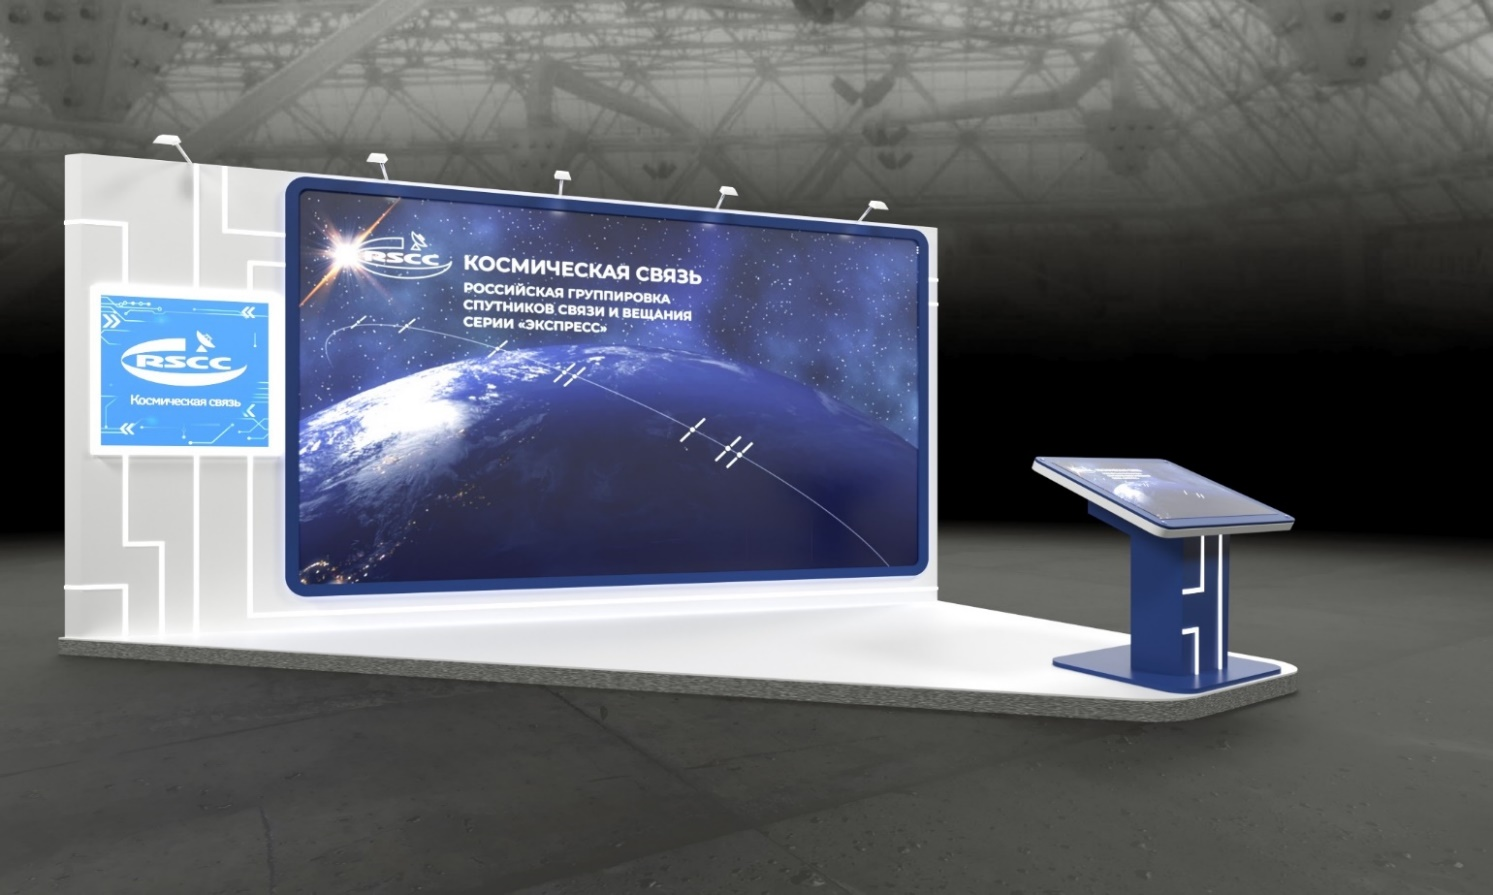 RSCC
Космическая связь
RSCC
КОСМИЧЕСКАЯ СВЯЗЬ
РОССИЙСКАЯ ГРУППИРОВКА
СПУТНИКОВ СВЯЗИ И ВЕЩАНИЯ
СЕРИИ «ЭКСПРЕСС»